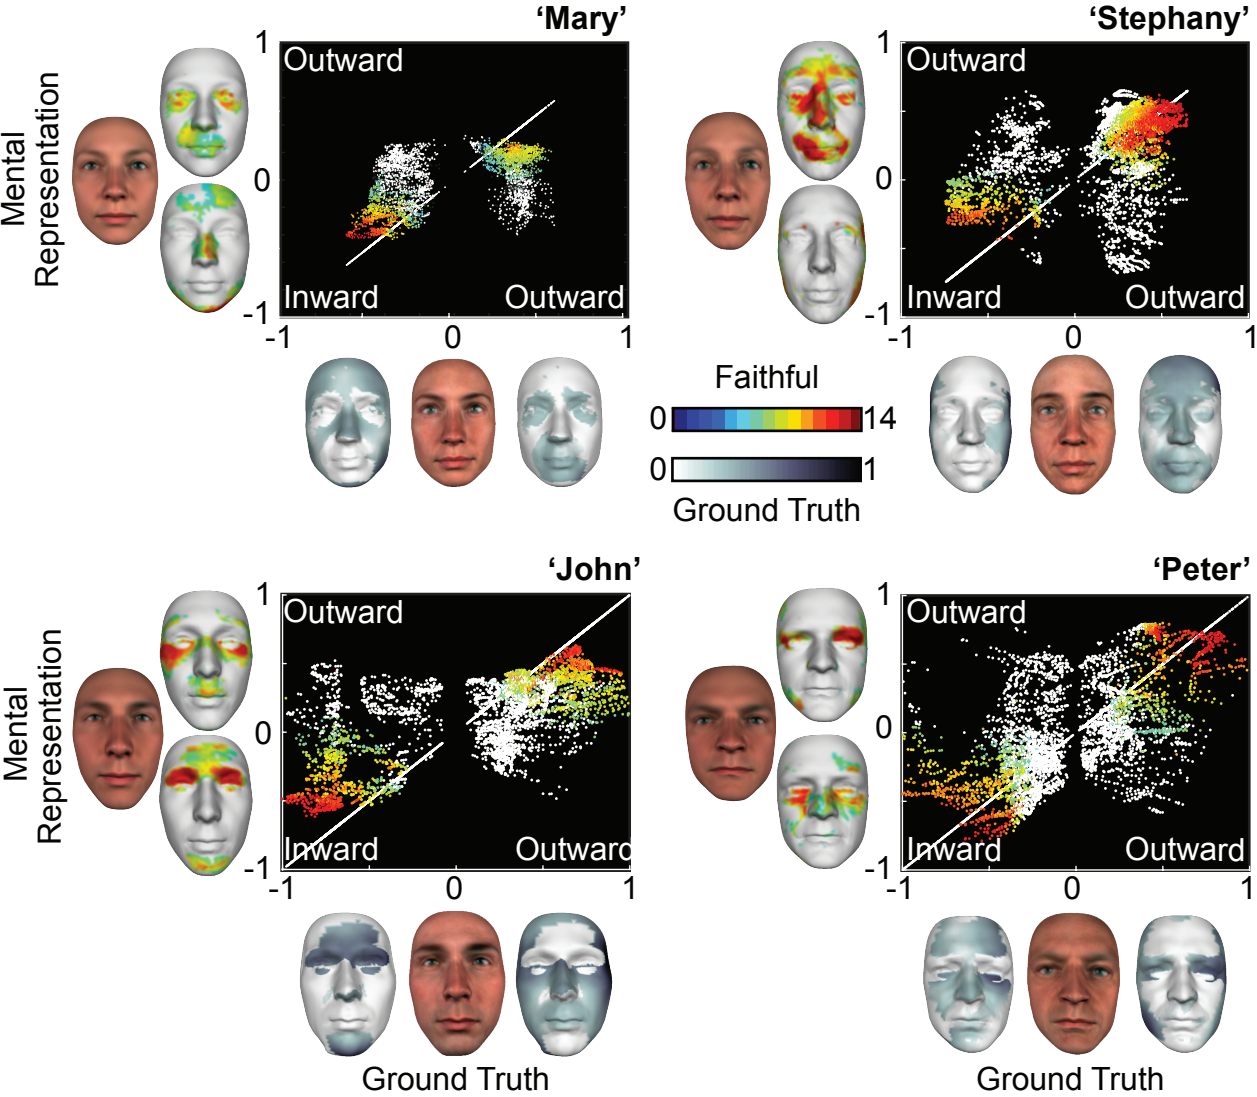 ‘Mary’
‘Stephany’
1
Outward
Mental
Representation
0
Inward
Outward
-1
-1
0
1
1
Outward
0
Inward
Outward
-1
-1
0
1
Faithful
0
14
0
1
Ground Truth
‘John’
‘Peter’
1
Outward
Mental
Representation
0
Inward
Outward
-1
-1
0
1
1
Outward
0
Inward
Outward
-1
-1
0
1
Ground Truth
Ground Truth